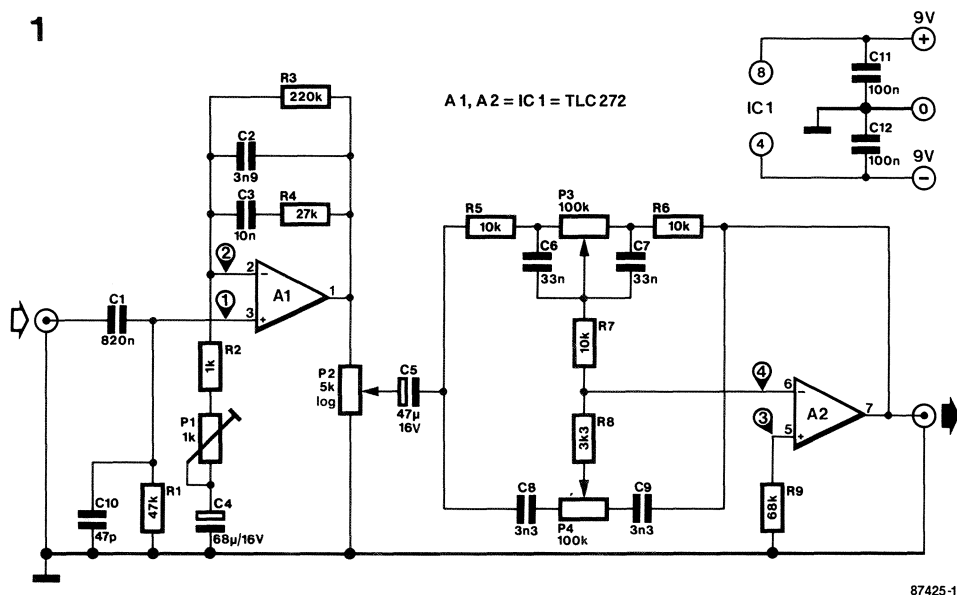 1
R3
220k
C2
3n9
C3
10n
R4
27k
A1, A2 = IC1 = TLC272
9V
+
C11
100n
8
IC1
0
4
C12
100n
9V
−
R5
10k
P3
100k
R6
10k
C6
33n
C7
33n
2
2
−
A1
1
1
3
+
C1
820n
R2
1k
P1
1k
P2
5k
log
C5
47µ
16V
R7
10k
R8
3k3
4
6
−
A2
7
3
5
+
C8
3n3
P4
100k
C9
3n3
R9
68k
C10
47p
R1
47k
C4
68µ/16V
87425-1